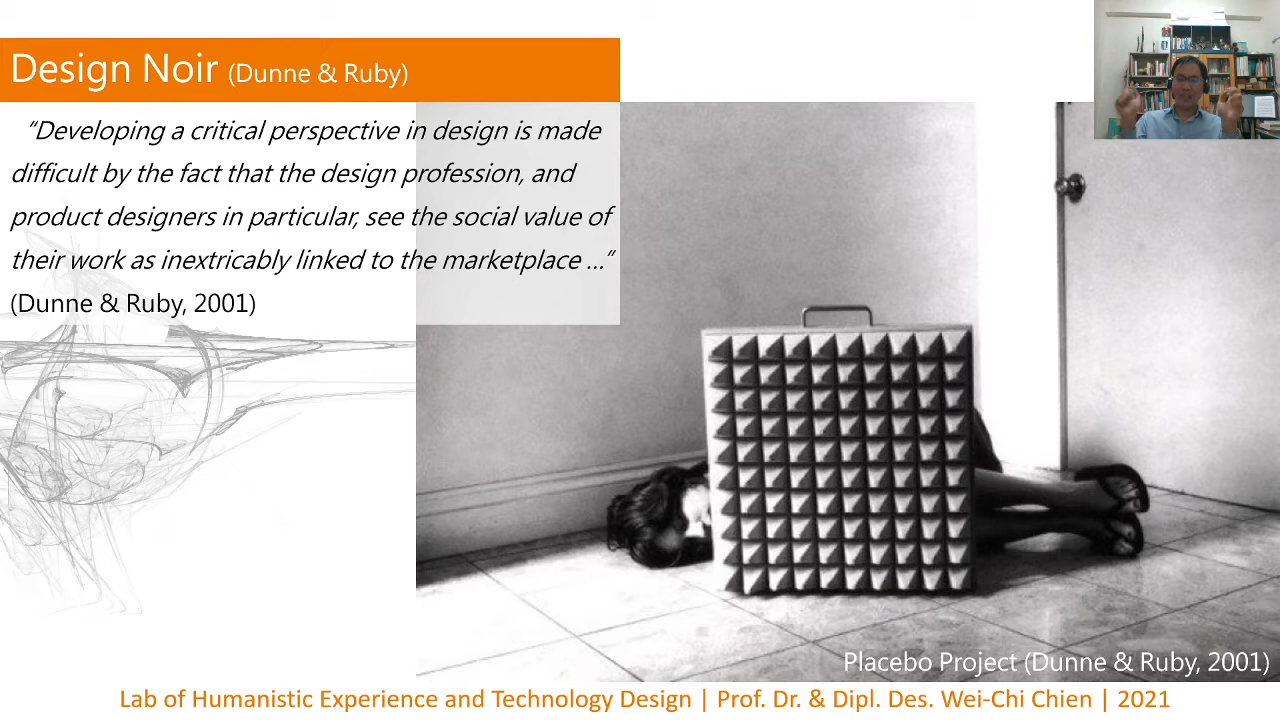 Design Noir (Dunne & Ruby)
“Developing a critical perspective in design is made
difficult by the fact that the design profession, and
product designers in particular, see the social value of
their work as inextricably linked to the marketplace ...”
(Dunne & Ruby, 2001)
Placebo Project (Dunne & Ruby, 2001)
Lab of Humanistic Experience and Technology Design | Prof. Dr. & Dipl. Des. Wei-Chi Chien | 2021